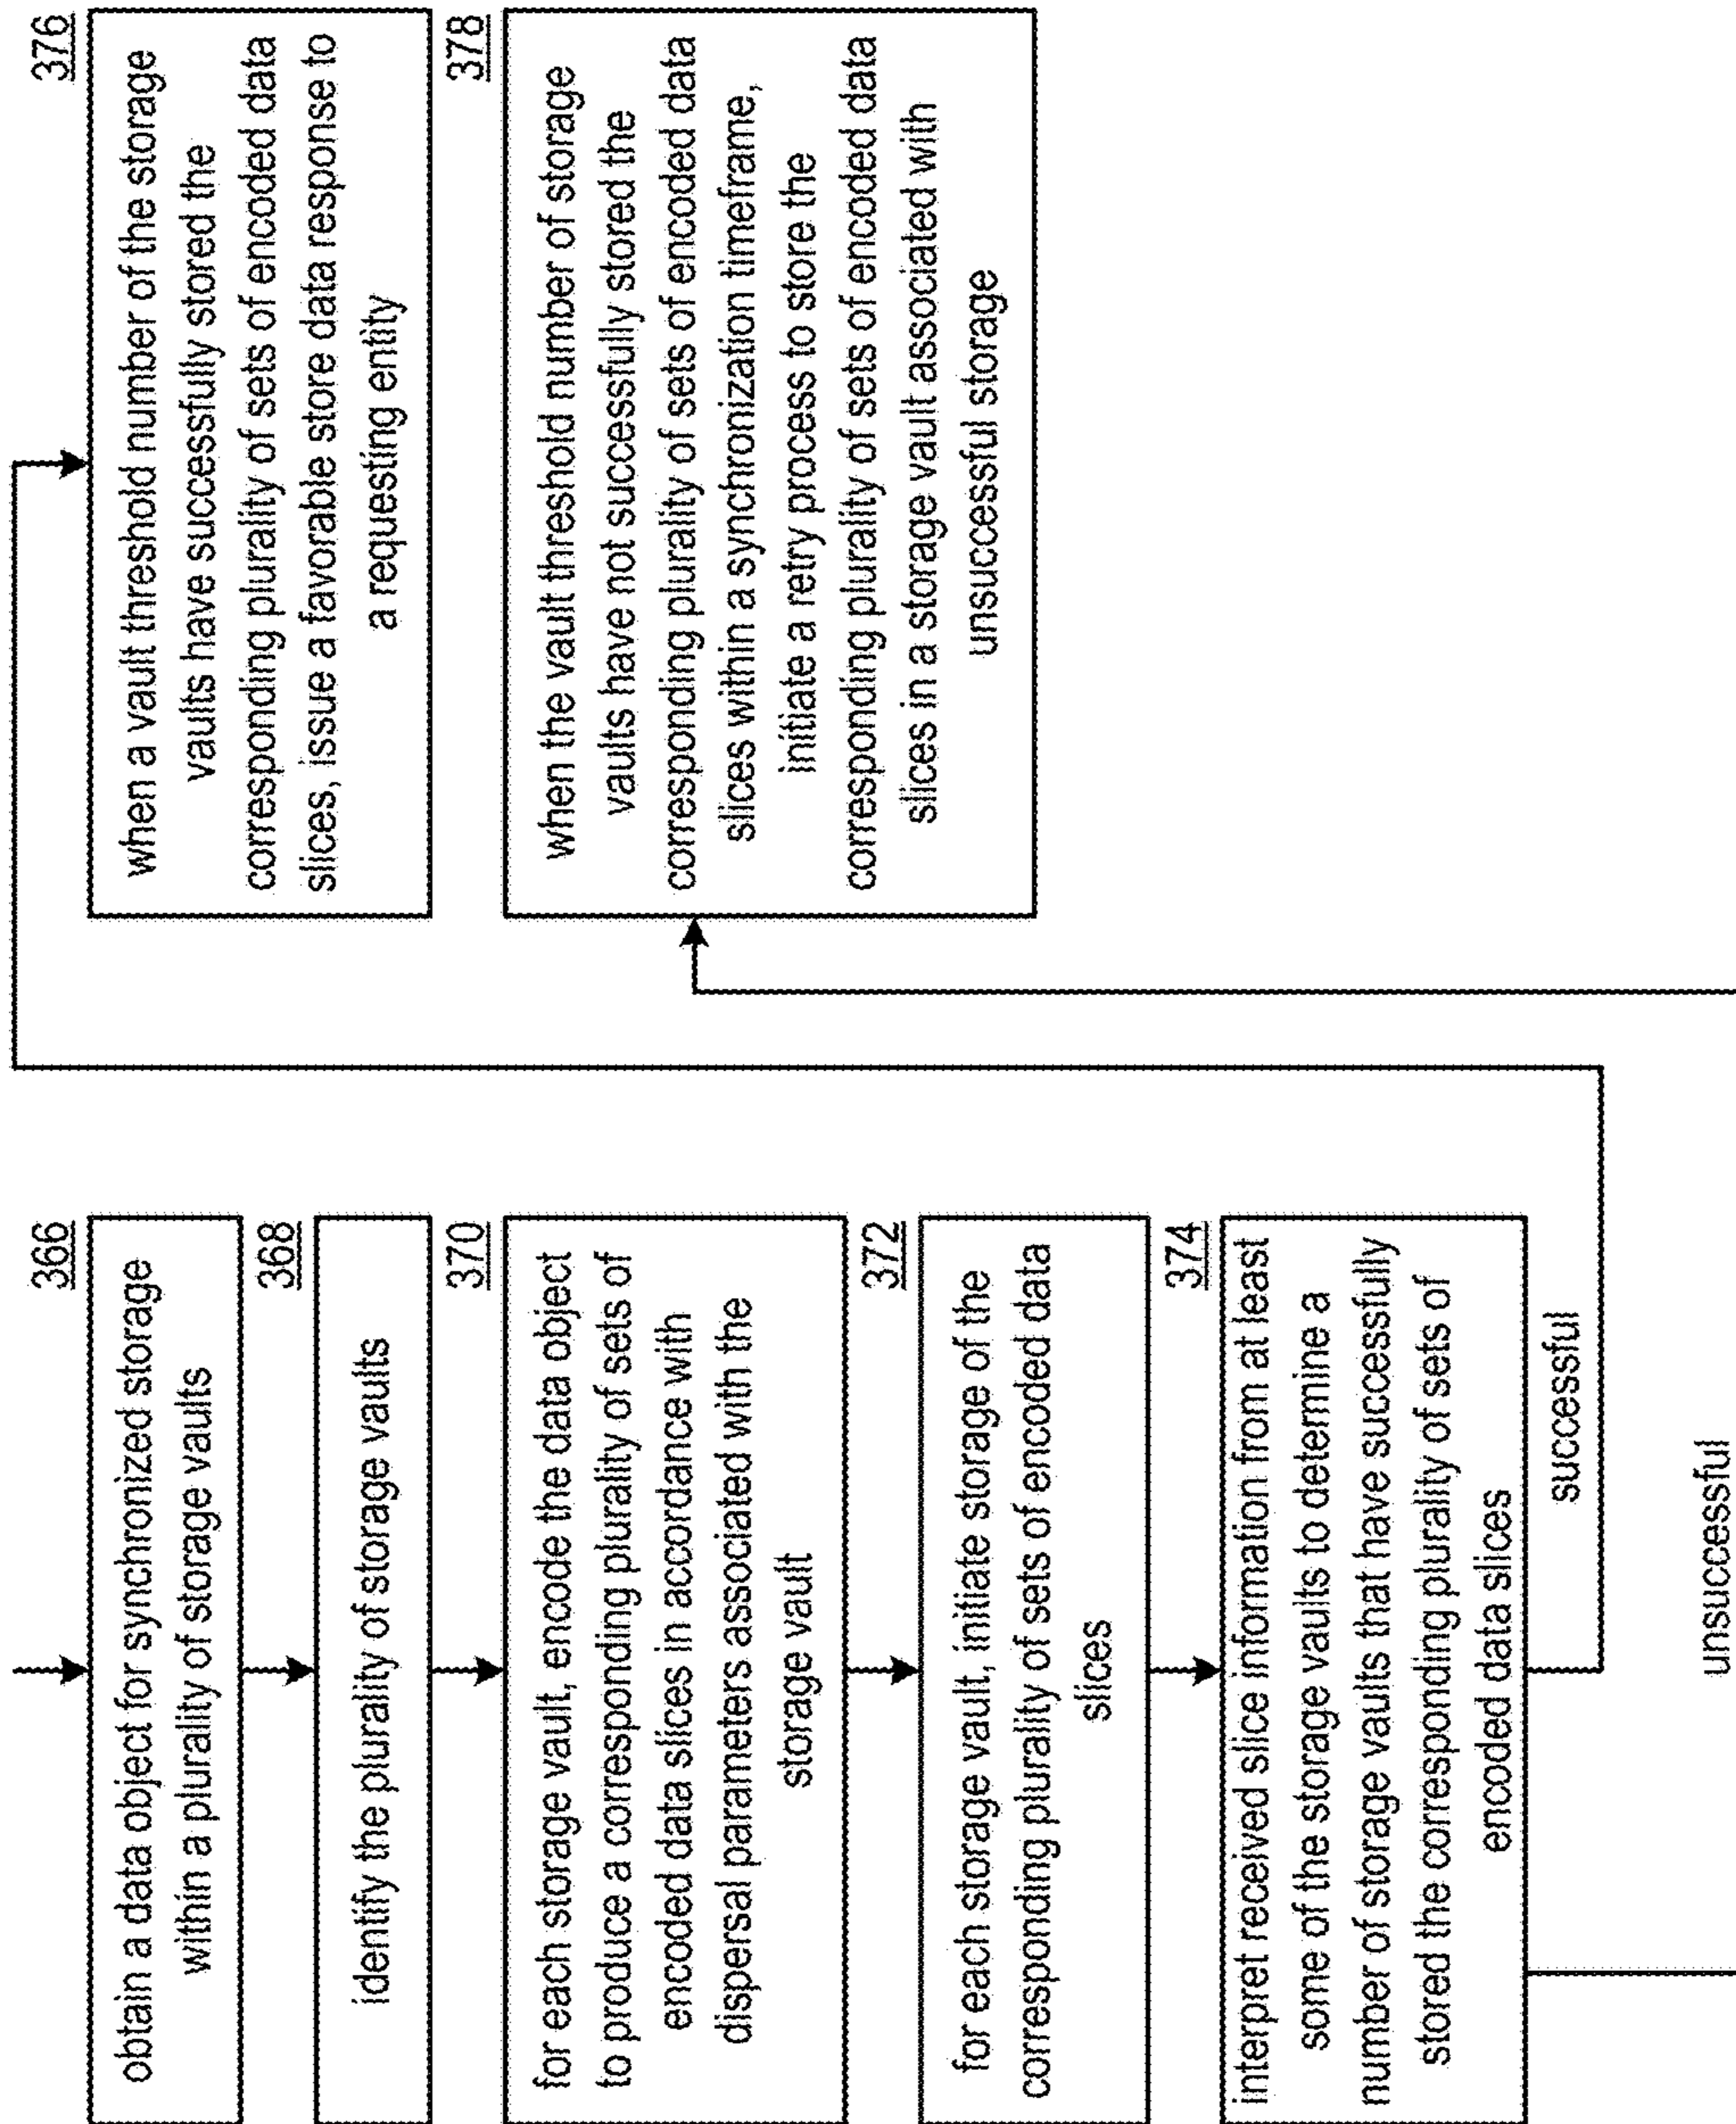 366
obtain a data object for synchronized storage
within a plurality of storage vaults
368
identify the plurality of storage vaults
370
for each storage vault, encode the data object
to produce a corresponding plurality of sets of
encoded data slices in accordance with
dispersal parameters associated with the
storage vault
372
for each storage vault, initiate storage of the
corresponding plurality of sets of encoded data
slices
374
interpret received slice information from at least
some of the storage vaults to determine a
number of storage vaults that have successfully
stored the corresponding plurality of sets of
encoded data slices
successful
unsuccessful
376
when a vault threshold number of the storage
vaults have successfully stored the
corresponding plurality of sets of encoded data
slices, issue a favorable store data response to
a requesting entity
378
when the vault threshold number of storage
vaults have not successfully stored the
corresponding plurality of sets of encoded data
slices within a synchronization timeframe,
initiate a retry process to store the
corresponding plurality of sets of encoded data
slices in a storage vault associated with
unsuccessful storage